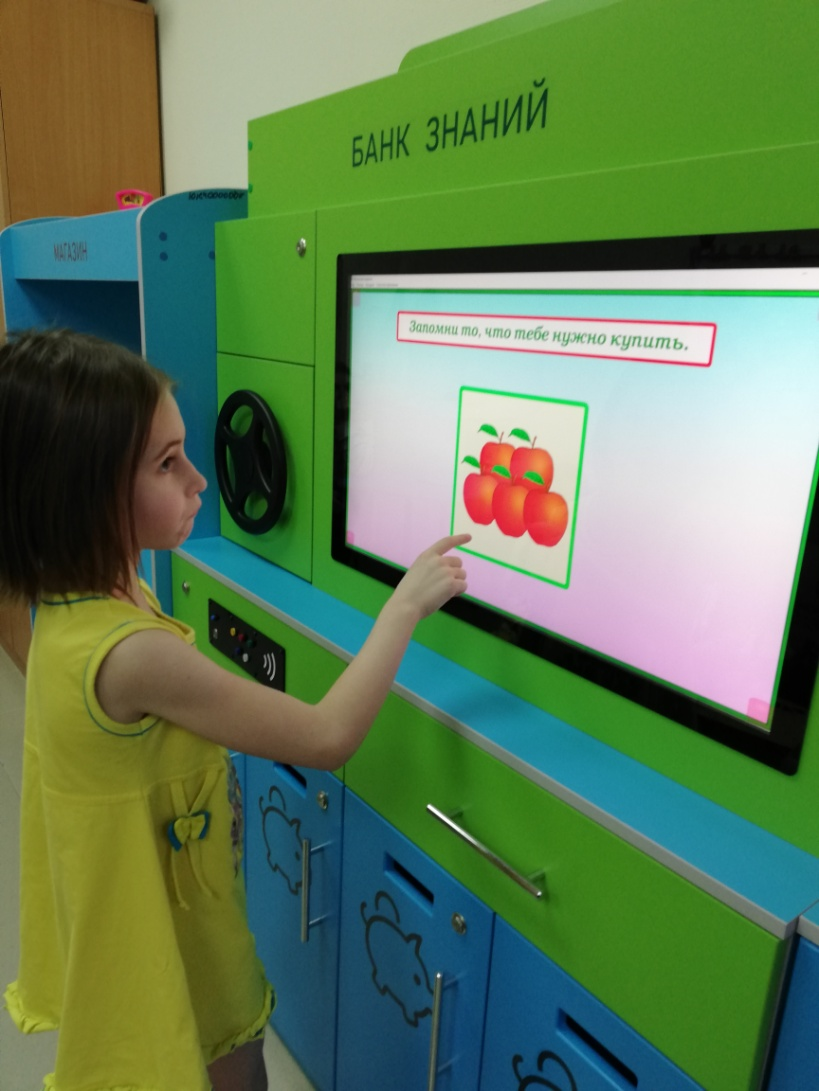 БАНК ЗНАНИЙ
МАГАЗИН
Запомни то, что тебе нужно купить.